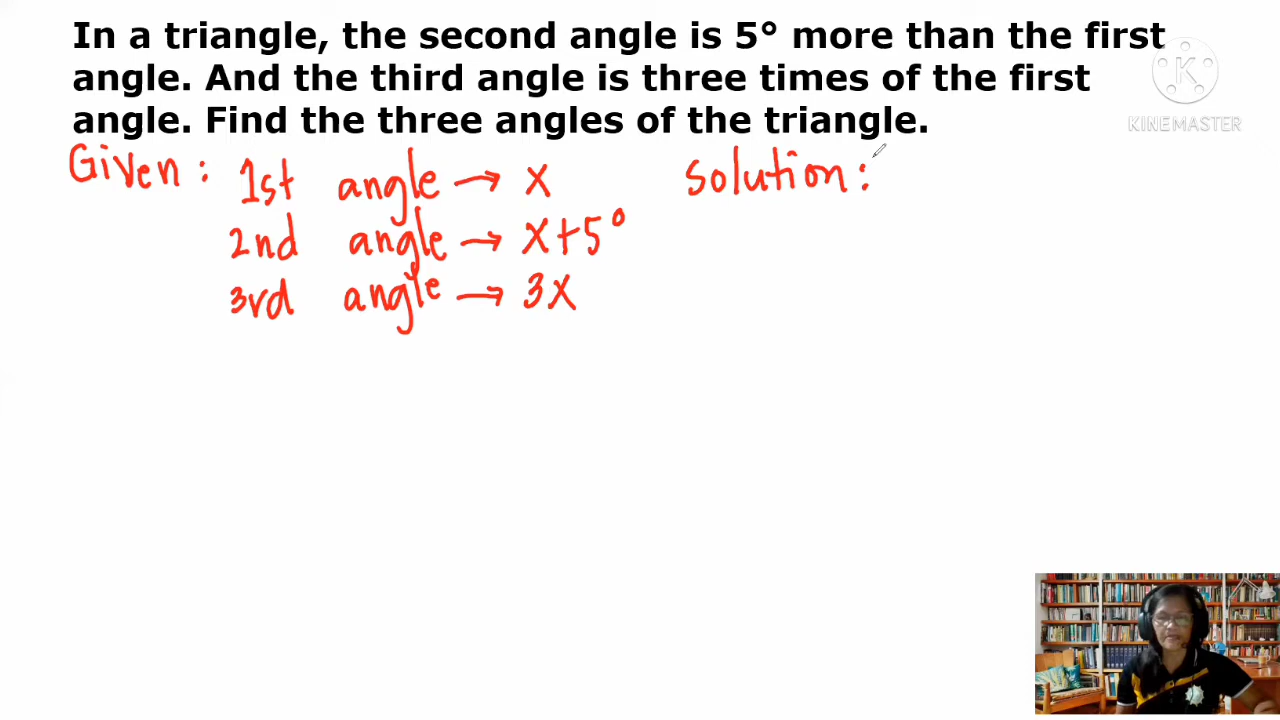 In a triangle, the second angle is 5° more than the first
angle. And the third angle is three times of the first
angle. Find the three angles of the triangle.
K
KINEMASTER
Given: 1st angle → x
2nd angle → x+5°
3rd angle → 3x
Solution: